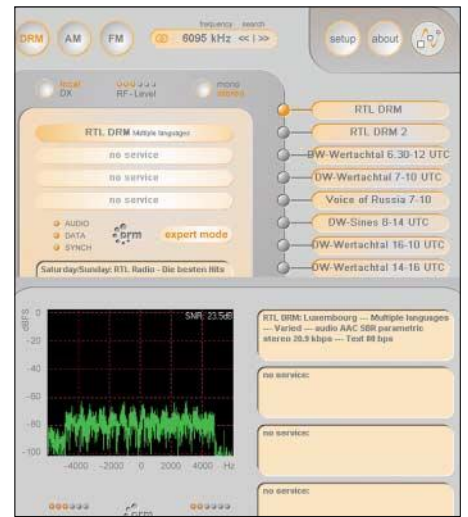 frequency search
DRM AM FM 6095 kHz << | >> setup about
local
DX
RF-Level
mono
stereo
RTL DRM Multiple languages
no service
no service
no service
AUDIO
DATA
SYNCH
drm
expert mode
Saturday/Sunday: RTL Radio - Die besten Hits
RTL DRM
RTL DRM 2
DW-Wertachtal 6.30-12 UTC
DW-Wertachtal 7-10 UTC
Voice of Russia 7-10
DW-Sines 8-14 UTC
DW-Wertachtal 16-10 UTC
DW-Wertachtal 14-16 UTC
dBFS
SNR: 23.5dB
0
-20
-40
-60
-80
-100
-4000 -2000 0 2000 4000 Hz
drm
RTL DRM: Luxembourg --- Multiple languages
--- Varied --- audio AAC SBR parametric
stereo 20.9 kbps --- Text 80 bps
no service:
no service:
no service: